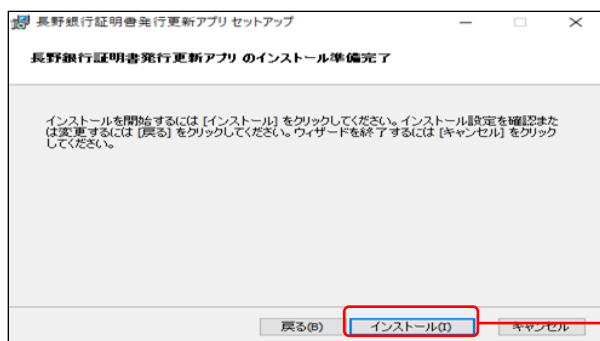 長野銀行証明書発行更新アプリ セットアップ
長野銀行証明書発行更新アプリ のインストール準備完了
インストールを開始するには [インストール] をクリックしてください。インストール設定を確認また
は変更するには [戻る] をクリックしてください。ウィザードを終了するには [キャンセル] をクリック
してください。
戻る(B) インストール(I) キャンセル